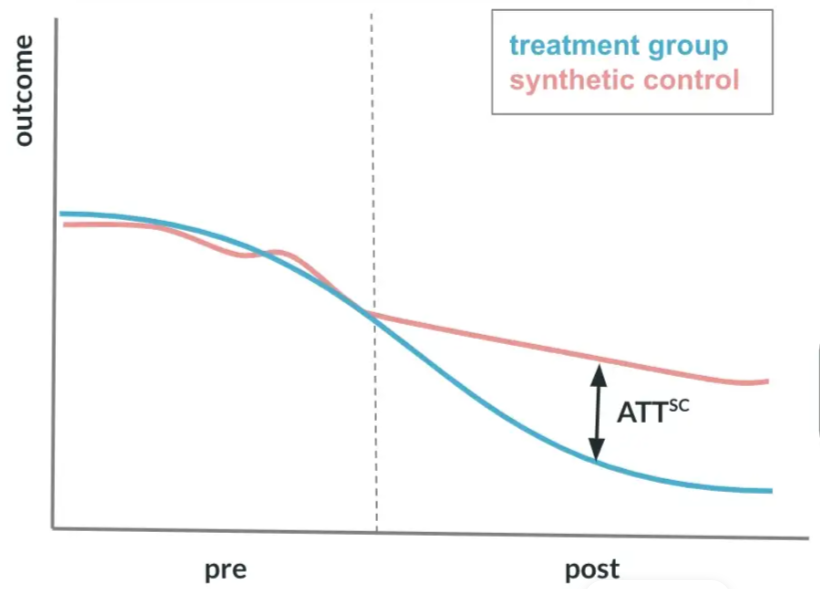 outcome
treatment group
synthetic control
ATTSC
pre
post